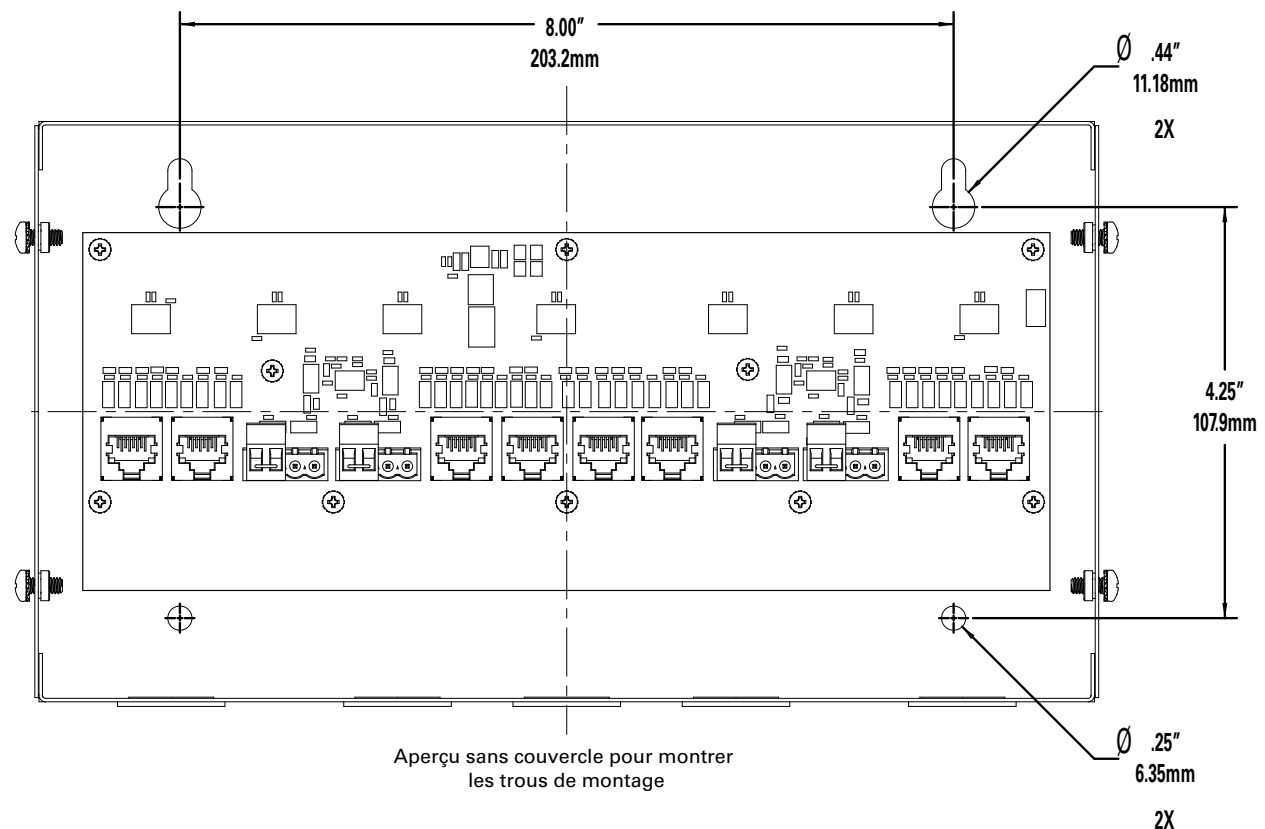 8.00"
203.2mm
Ø .44"
11.18mm
2X
4.25"
107.9mm
Aperçu sans couvercle pour montrer
les trous de montage
Ø .25"
6.35mm
2X